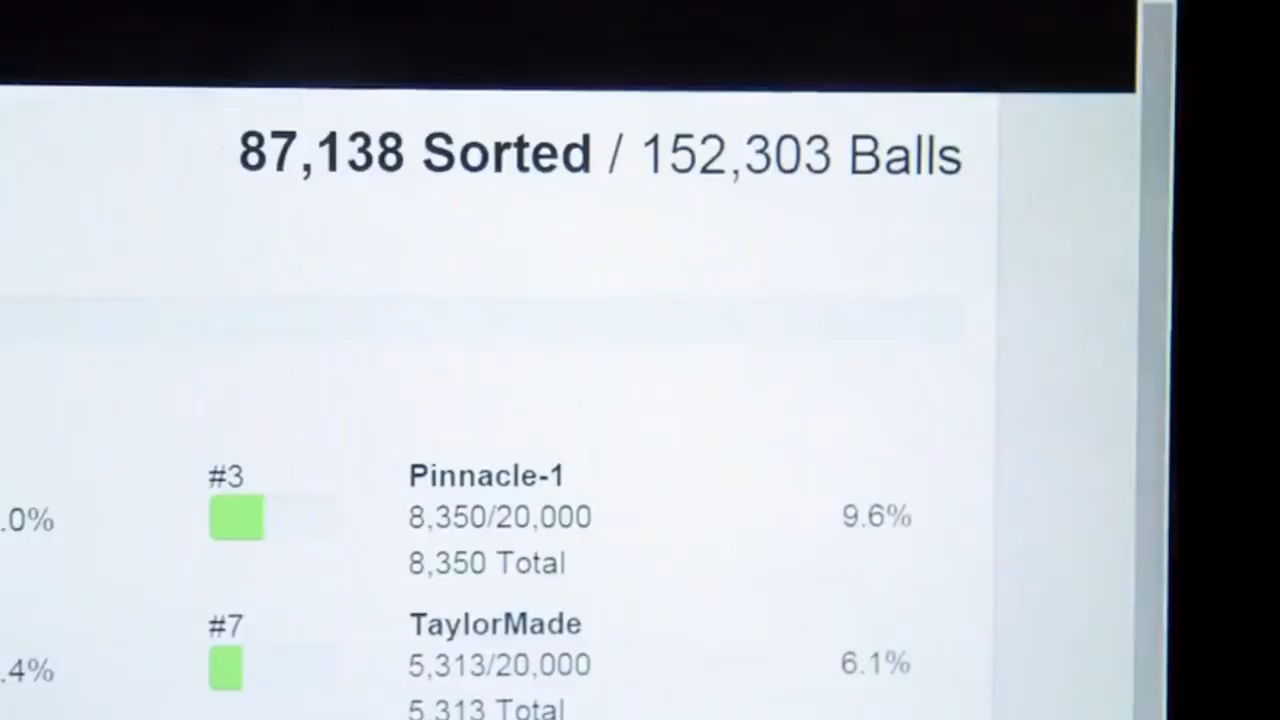 87,138 Sorted / 152,303 Balls
.0%
#3
Pinnacle-1
8,350/20,000
9.6%
8,350 Total
.4%
#7
TaylorMade
5,313/20,000
6.1%
5,313 Total